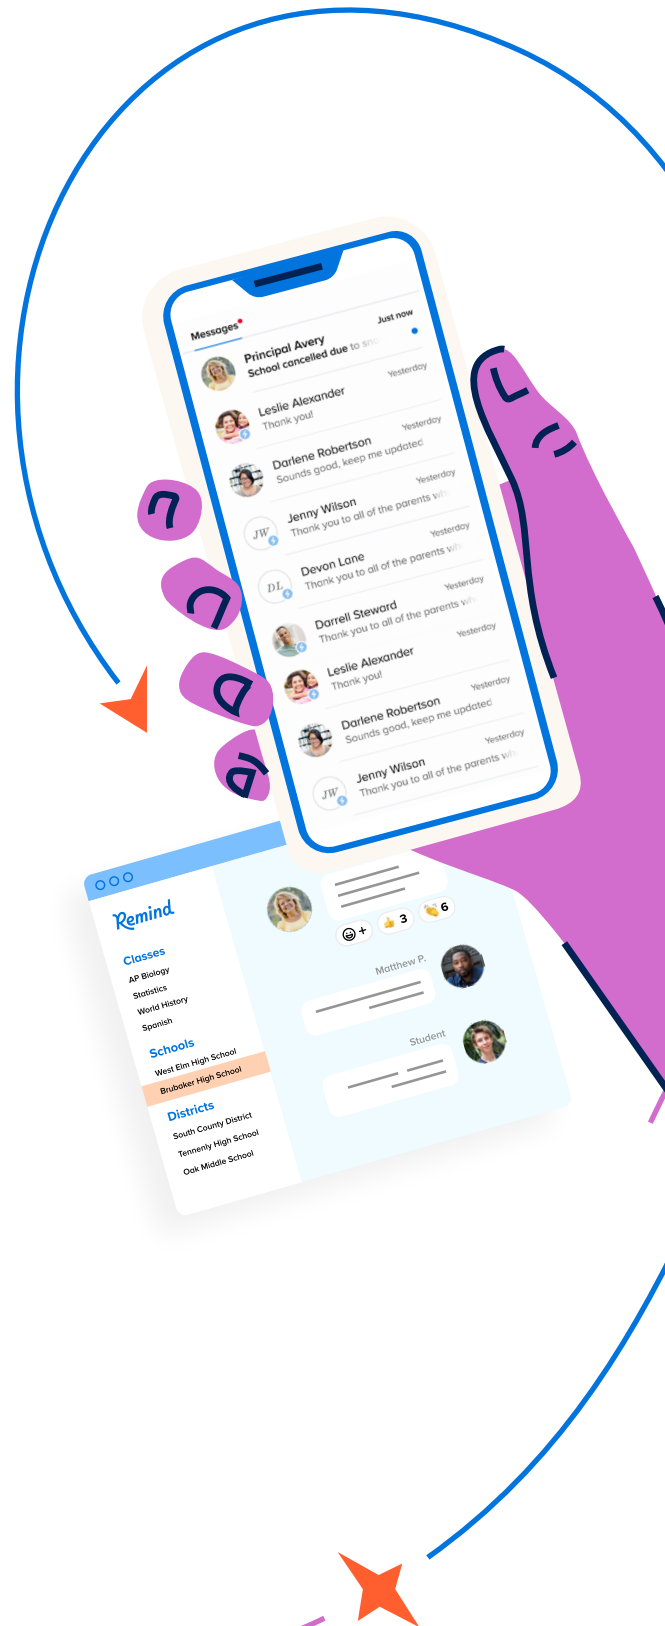 Messages
Just now
Principal Avery
School cancelled due to
Yesterday
Leslie Alexander
Thank you!
Yesterday
Darlene Robertson
Sounds good, keep me updated
Yesterday
JW
Jenny Wilson
Thank you to all of the parents
Yesterday
DL
Devon Lane
Thank you to all of the parents
Yesterday
Darrell Steward
Thank you to all of the parents
Yesterday
Leslie Alexander
Thank you!
Yesterday
Darlene Robertson
Sounds good, keep me updated
Yesterday
JW
Jenny Wilson
Thank you to all of the parents
Remind
Classes
AP Biology
Statistics
World History
Spanish
Schools
West Elm High School
Brubaker High School
Districts
South County District
Tennenly High School
Oak Middle School
+ 3 6
Matthew P.
Student